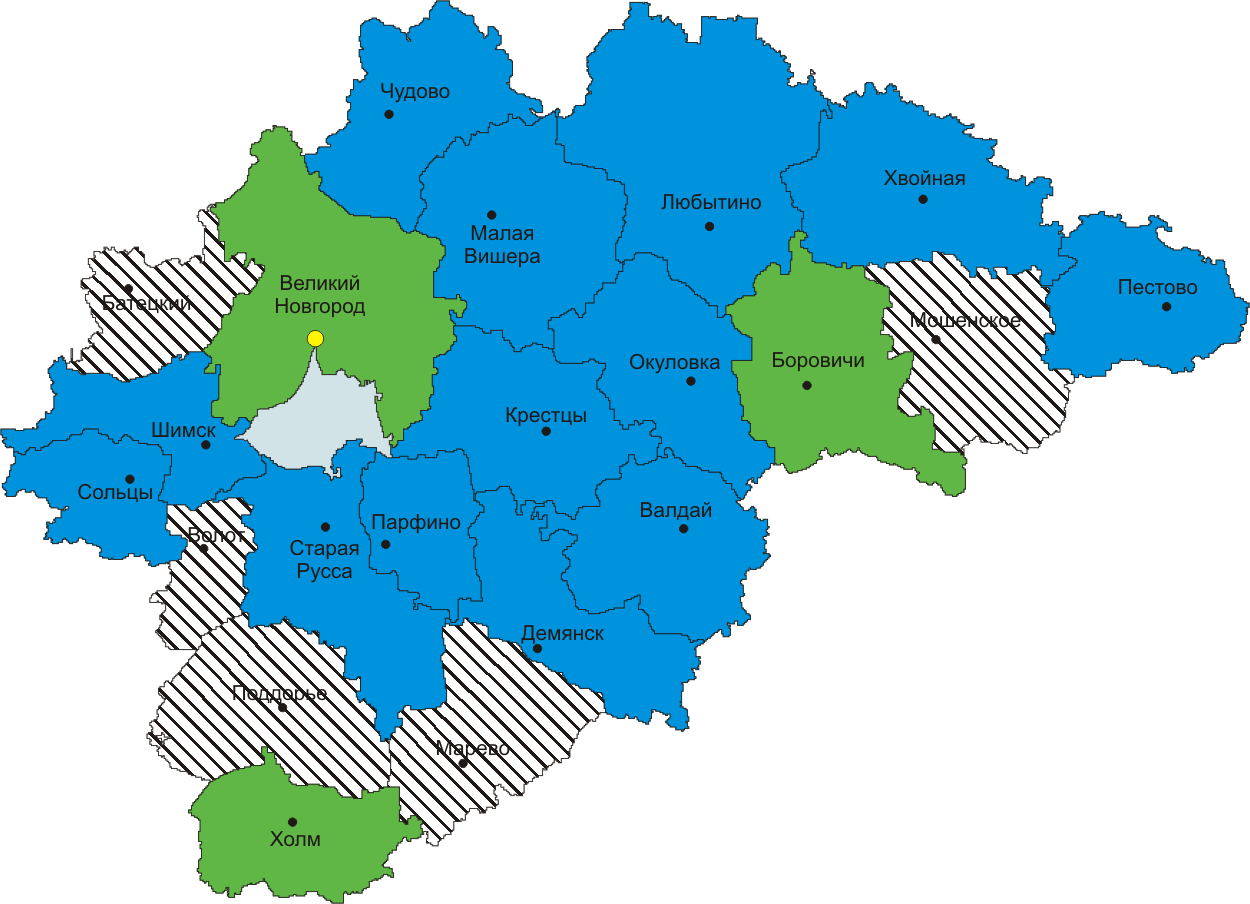 Чудово
Хвойная
Любытино
Малая
Вишера
Великий
Новгород
Батецкий
Пестово
Мошенское
Окуловка
Боровичи
Крестцы
Шимск
Сольцы
Валдай
Парфино
Волот
Старая
Русса
Демянск
Поддорье
Марево
Холм